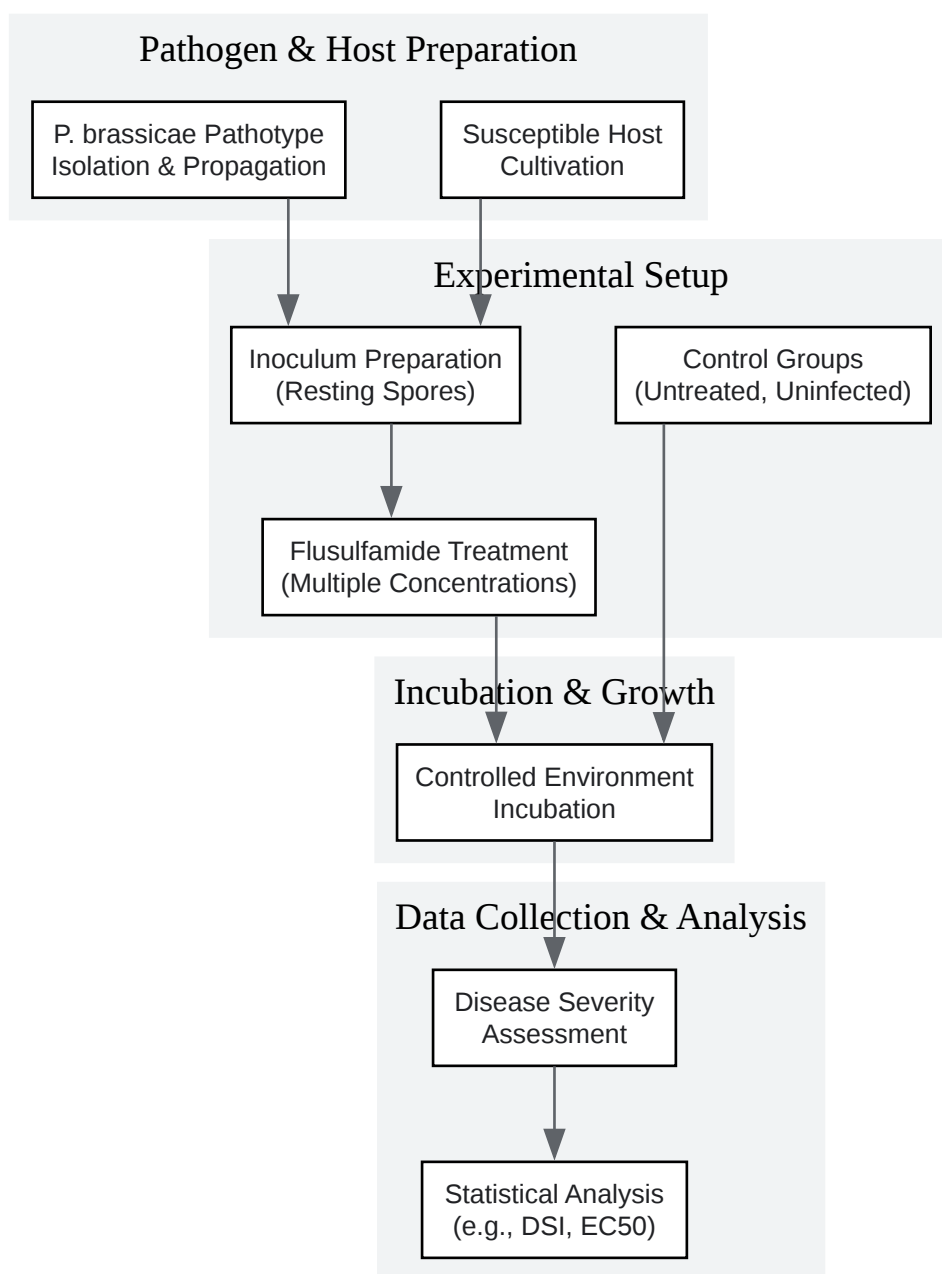 Pathogen & Host Preparation
P. brassicae Pathotype
Isolation & Propagation
Susceptible Host
Cultivation
Experimental Setup
Inoculum Preparation
(Resting Spores)
Control Groups
(Untreated, Uninfected)
Flusulfamide Treatment
(Multiple Concentrations)
Incubation & Growth
Controlled Environment
Incubation
Data Collection & Analysis
Disease Severity
Assessment
Statistical Analysis
(e.g., DSI, EC50)